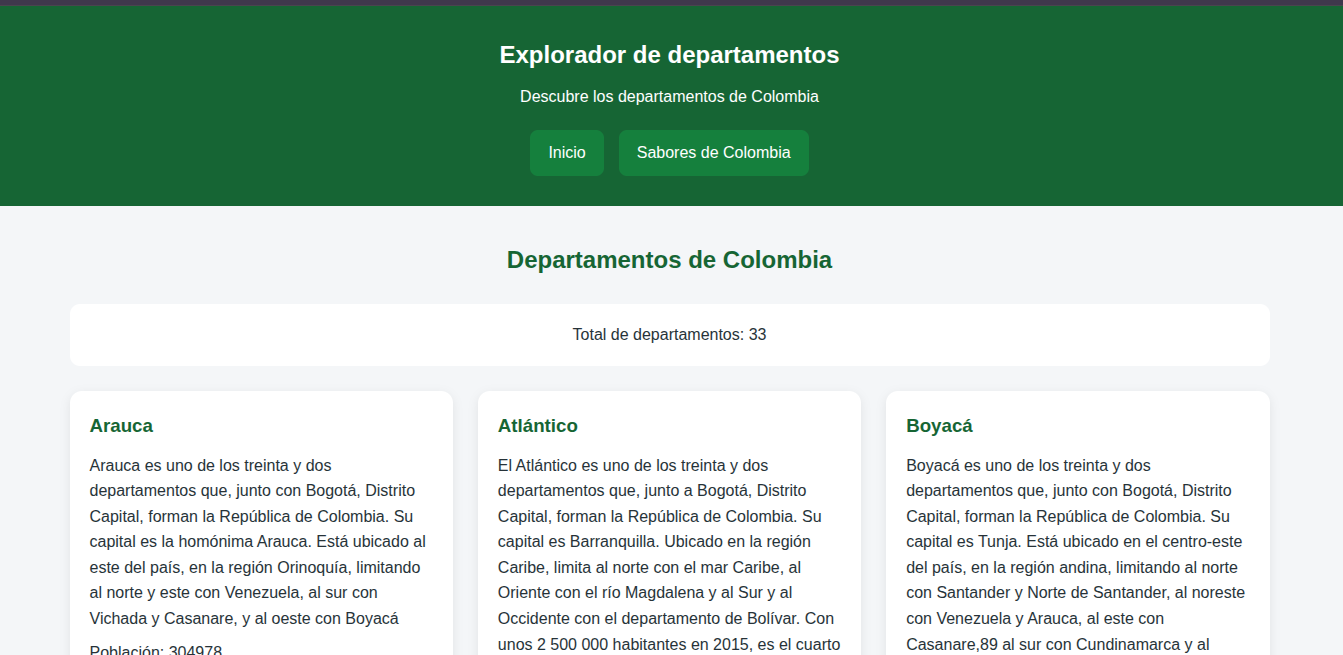 Explorador de departamentos
Descubre los departamentos de Colombia
Inicio
Sabores de Colombia
Departamentos de Colombia
Total de departamentos: 33
Arauca
Arauca es uno de los treinta y dos
departamentos que, junto con Bogotá, Distrito
Capital, forman la República de Colombia. Su
capital es la homónima Arauca. Está ubicado al
este del país, en la región Orinoquía, limitando
al norte y este con Venezuela, al sur con
Vichada y Casanare, y al oeste con Boyacá
Población: 304978
Atlántico
El Atlántico es uno de los treinta y dos
departamentos que, junto a Bogotá, Distrito
Capital, forman la República de Colombia. Su
capital es Barranquilla. Ubicado en la región
Caribe, limita al norte con el mar Caribe, al
Oriente con el río Magdalena y al Sur y al
Occidente con el departamento de Bolívar. Con
unos 2 500 000 habitantes en 2015, es el cuarto
Boyacá
Boyacá es uno de los treinta y dos
departamentos que, junto con Bogotá, Distrito
Capital, forman la República de Colombia. Su
capital es Tunja. Está ubicado en el centro-este
del país, en la región andina, limitando al norte
con Santander y Norte de Santander, al noreste
con Venezuela y Arauca, al este con
Casanare,89 al sur con Cundinamarca y al